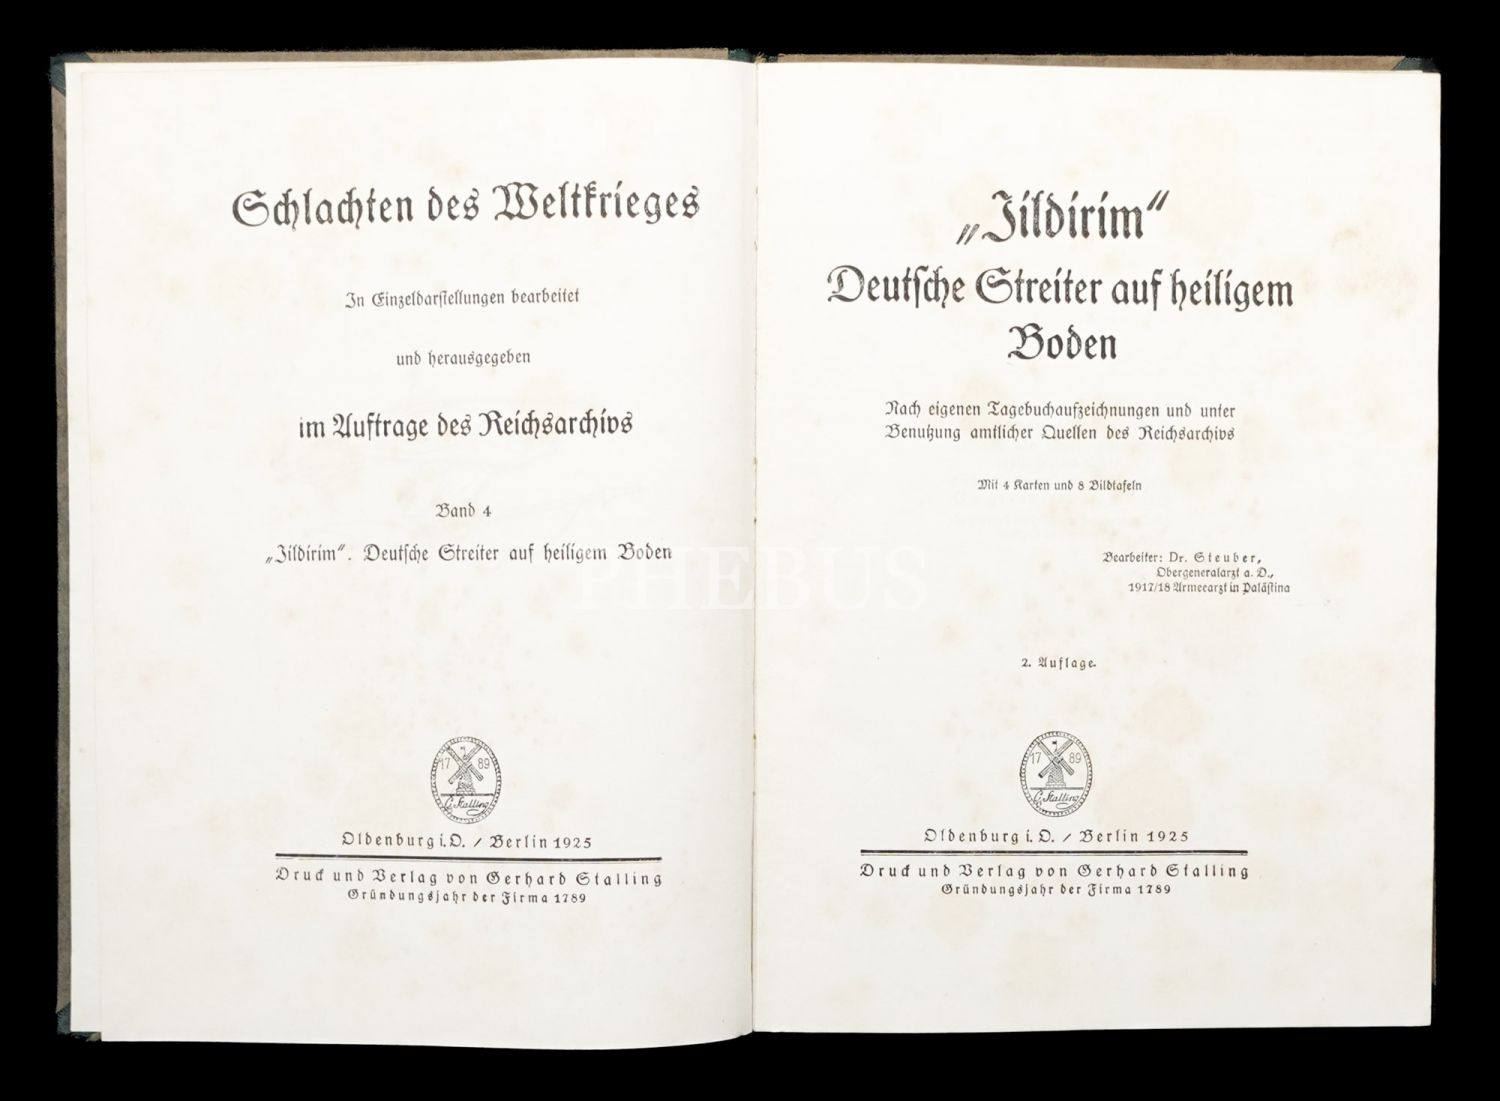 Schlachten des Weltkrieges
In Einzeldarstellungen bearbeitet
und herausgegeben
im Auftrage des Reichsarchivs
Band 4
„Jildirim“. Deutsche Streiter auf heiligem Boden
17 89
G. Stalling
Oldenburg i. O. / Berlin 1925
Druck und Verlag von Gerhard Stalling
Gründungsjahr der Firma 1789
„Jildirim“
Deutsche Streiter auf heiligem
Boden
Nach eigenen Tagebuchaufzeichnungen und unter
Benutzung amtlicher Quellen des Reichsarchivs
Mit 4 Karten und 8 Bildtafeln
Bearbeiter: Dr. Steuber,
Obergeneralarzt a. D.,
1917/18 Armeearzt in Palästina
2. Auflage.
17 89
G. Stalling
Oldenburg i. O. / Berlin 1925
Druck und Verlag von Gerhard Stalling
Gründungsjahr der Firma 1789
PHEBUS